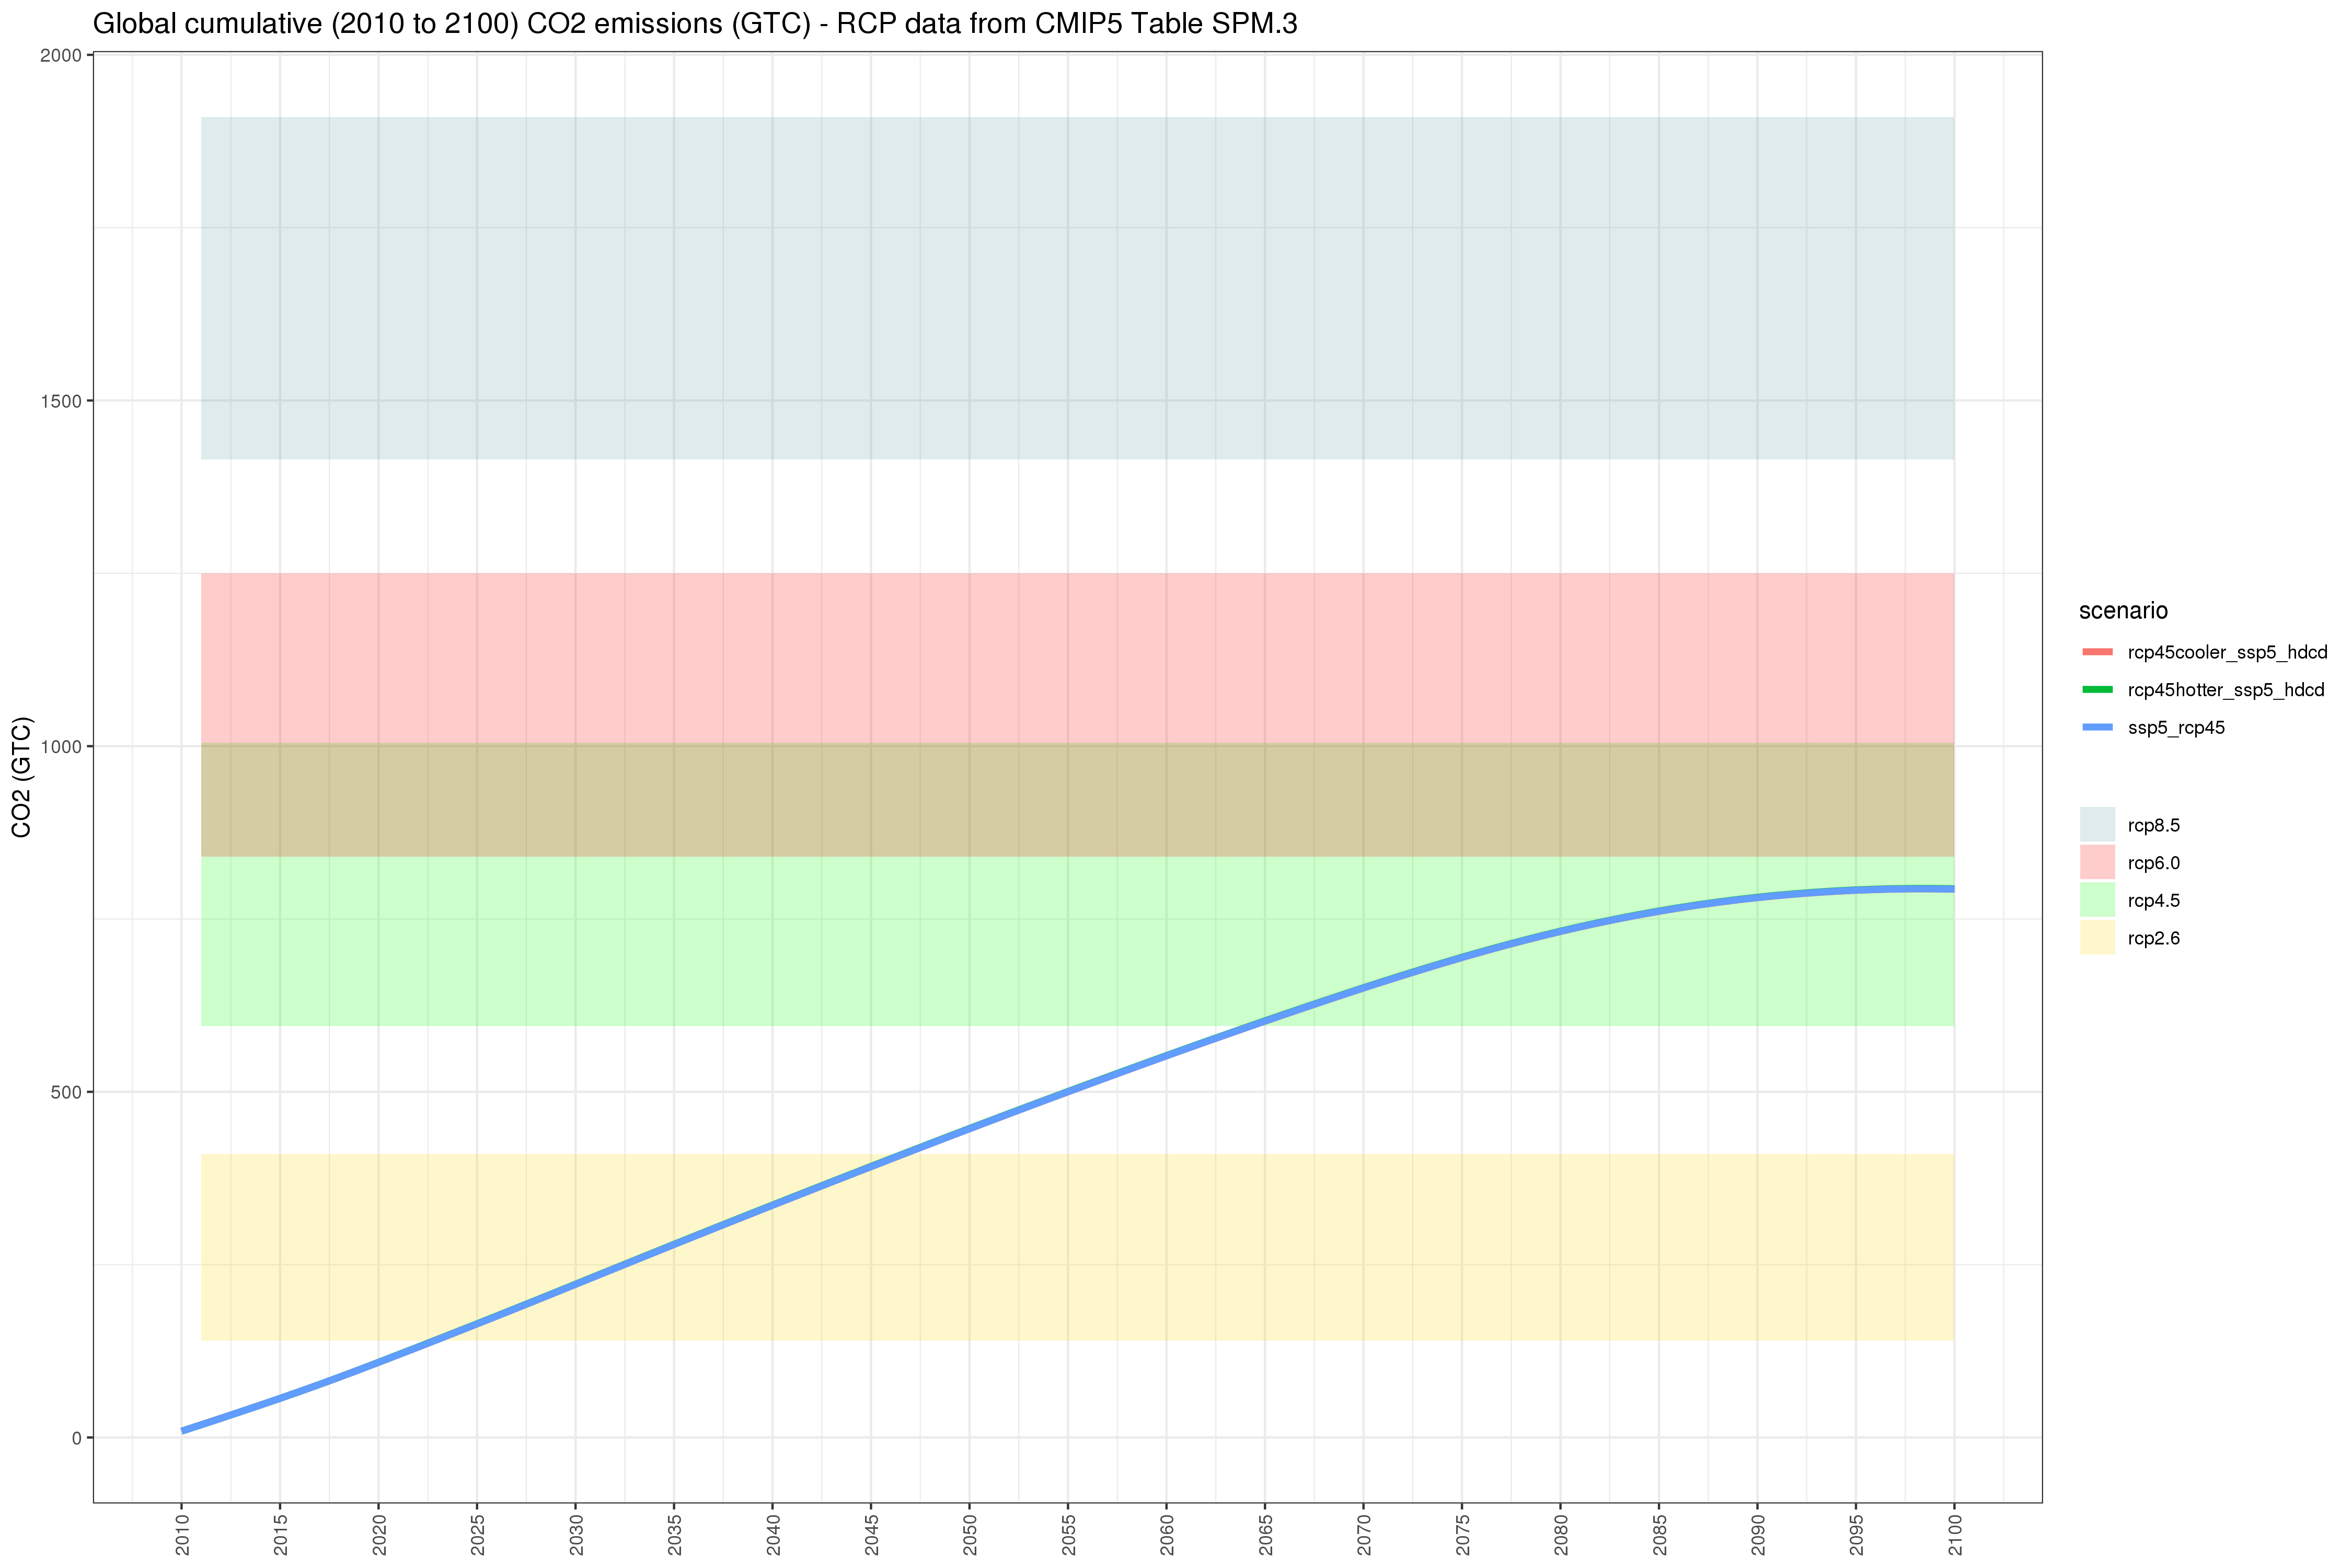 Global cumulative (2010 to 2100) CO2 emissions (GTC) - RCP data from CMIP5 Table SPM.3
CO2 (GTC)
2000
1500
1000
500
0
2010
2015
2020
2025
2030
2035
2040
2045
2050
2055
2060
2065
2070
2075
2080
2085
2090
2095
2100
scenario
rcp45cooler_ssp5_hdcd
rcp45hotter_ssp5_hdcd
ssp5_rcp45
rcp8.5
rcp6.0
rcp4.5
rcp2.6